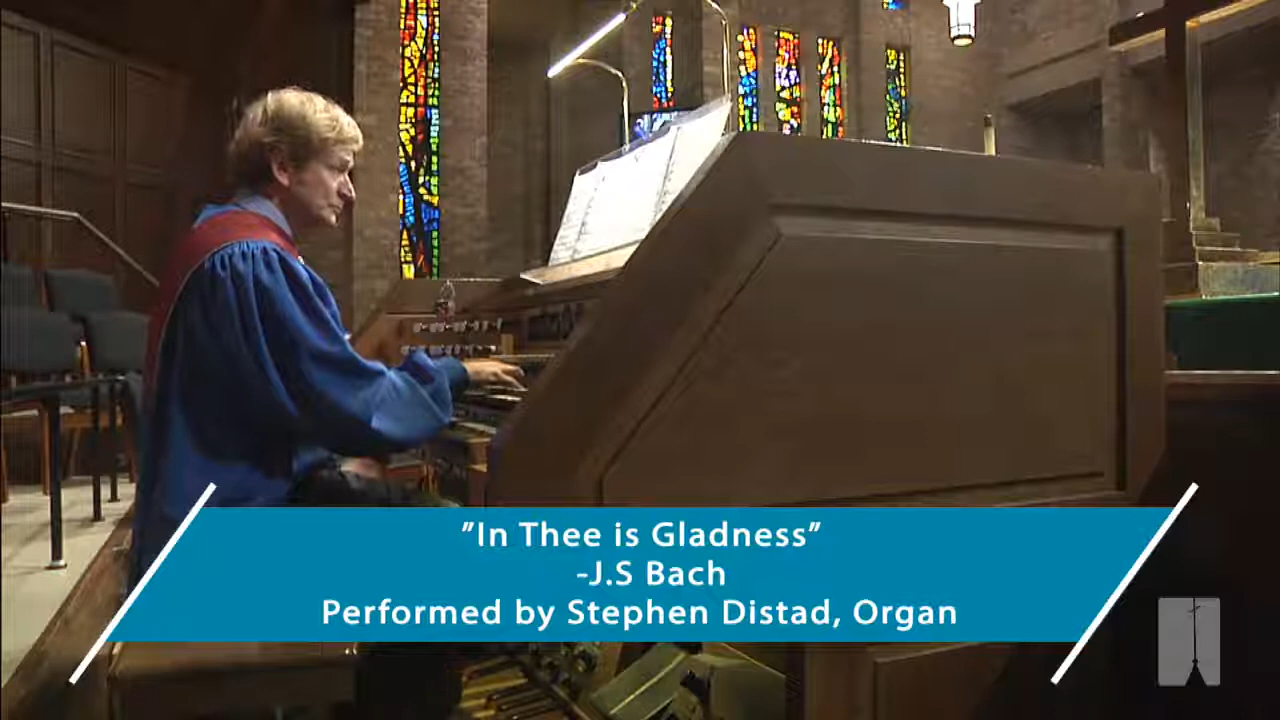 "In Thee is Gladness"
-J.S Bach
Performed by Stephen Distad, Organ